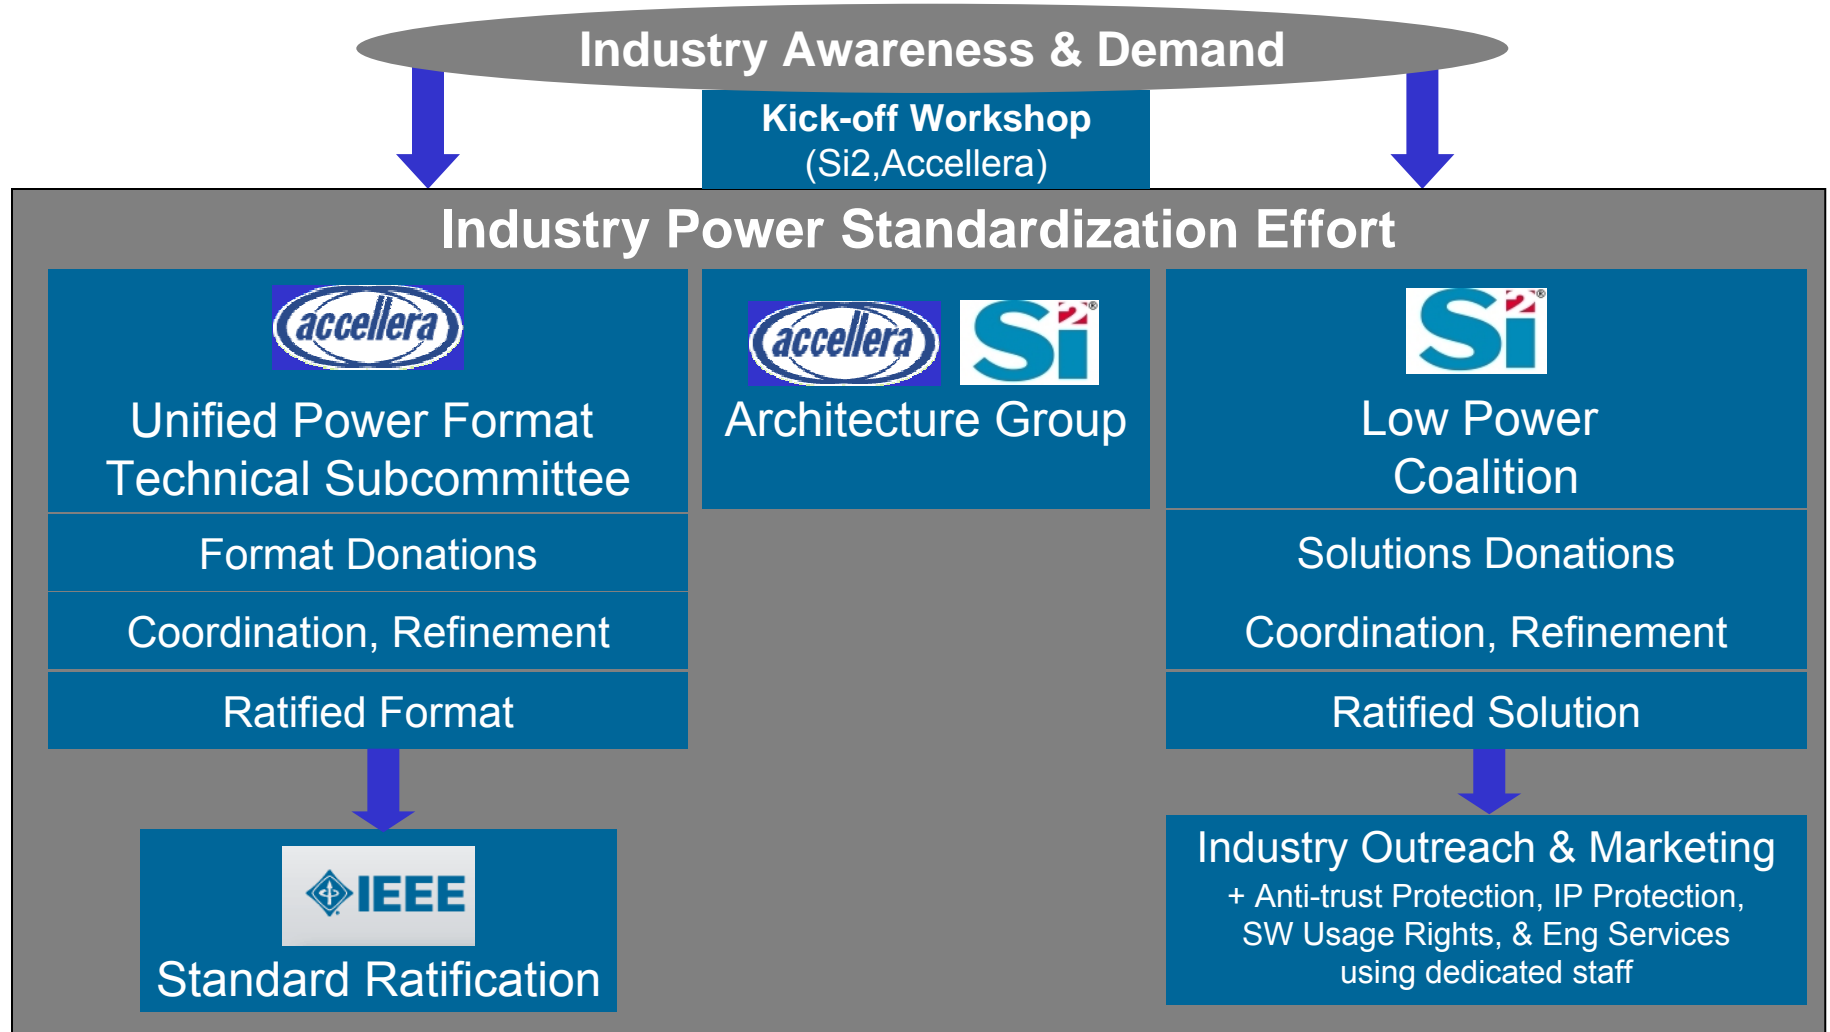 Industry Awareness & Demand
Kick-off Workshop
(Si2,Accellera)
Industry Power Standardization Effort
accellera
Unified Power Format
Technical Subcommittee
Format Donations
Coordination, Refinement
Ratified Format
IEEE
Standard Ratification
accellera
Si2®
Architecture Group
Si2®
Low Power
Coalition
Solutions Donations
Coordination, Refinement
Ratified Solution
Industry Outreach & Marketing
+ Anti-trust Protection, IP Protection,
SW Usage Rights, & Eng Services
using dedicated staff